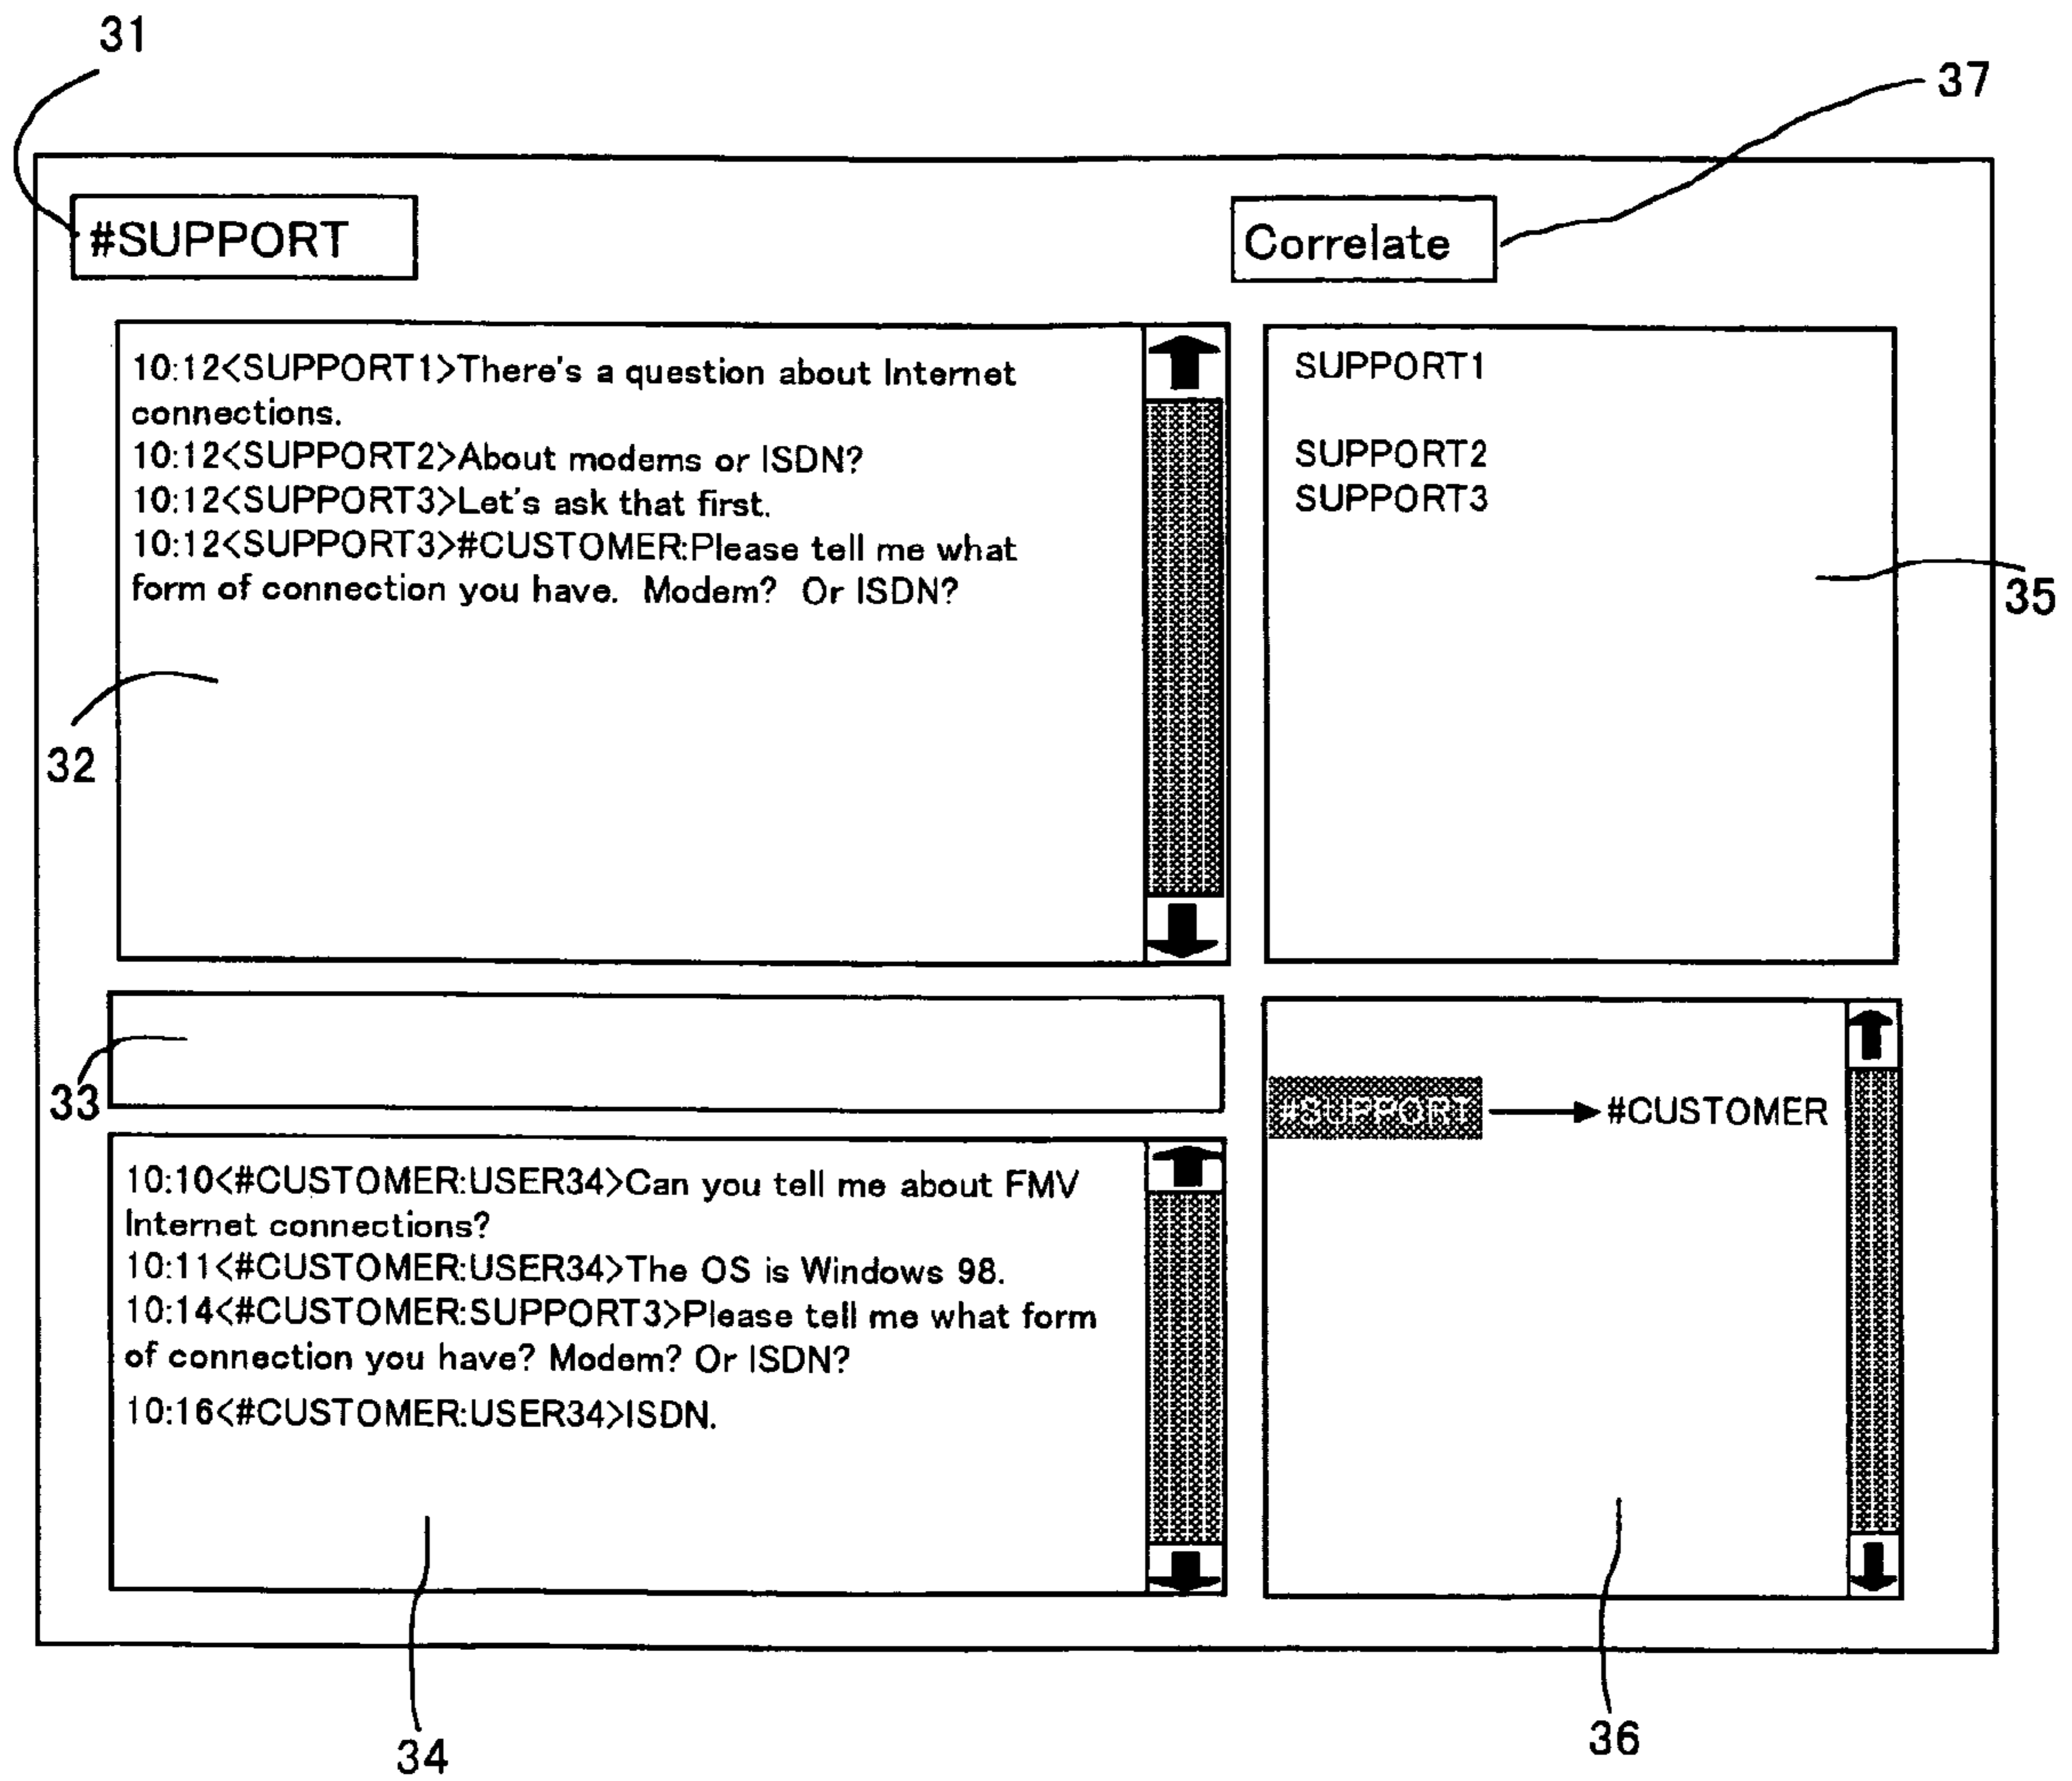 31
37
#SUPPORT
Correlate
10:12<SUPPORT1>There's a question about Internet
connections.
10:12<SUPPORT2>About modems or ISDN?
10:12<SUPPORT3>Let's ask that first.
10:12<SUPPORT3>#CUSTOMER:Please tell me what
form of connection you have. Modem? Or ISDN?
32
SUPPORT1
SUPPORT2
SUPPORT3
35
33
10:10<#CUSTOMER:USER34>Can you tell me about FMV
Internet connections?
10:11<#CUSTOMER:USER34>The OS is Windows 98.
10:14<#CUSTOMER:SUPPORT3>Please tell me what form
of connection you have? Modem? Or ISDN?
10:16<#CUSTOMER:USER34>ISDN.
34
#SUPPORT #CUSTOMER
36